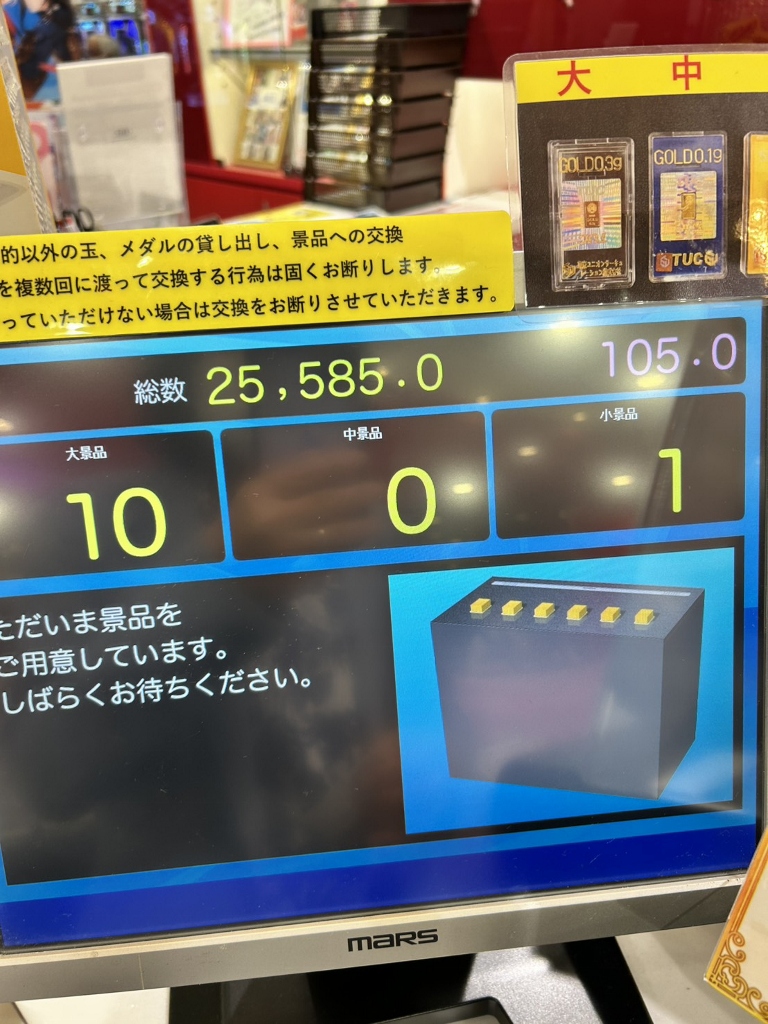 大 中
GOLD0.3g
GOLD0.1g
TUCC
的以外の玉、メダルの貸し出し、景品への交換
を複数回に渡って交換する行為は固くお断りします。
っていただけない場合は交換をお断りさせていただきます。
総数 25,585.0 105.0
大景品 中景品 小景品
10 0 1
ただいま景品を
ご用意しています。
しばらくお待ちください。
mars